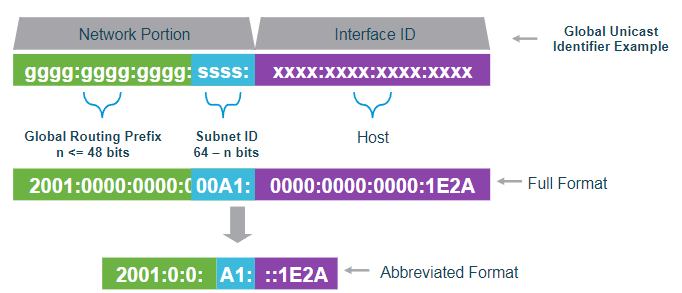 Network Portion
Interface ID
Global Unicast
Identifier Example
gggg:gggg:gggg: ssss: xxxx:xxxx:xxxx:xxxx
Global Routing Prefix
n <= 48 bits
Subnet ID
64 – n bits
Host
2001:0000:0000:0 00A1: 0000:0000:0000:1E2A
Full Format
2001:0:0: A1: ::1E2A
Abbreviated Format